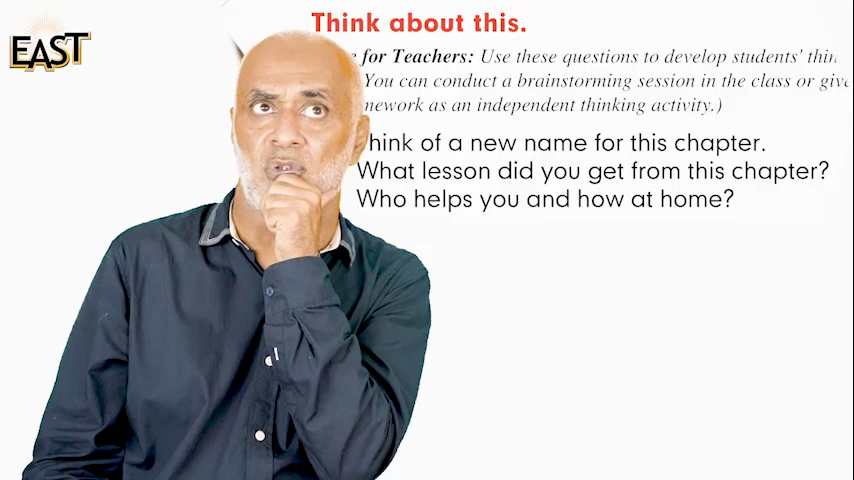 EAST
Think about this.
for Teachers: Use these questions to develop students'
You can conduct a brainstorming session in the class or give
as an independent thinking activity.)
of a new name for this chapter.
What lesson did you get from this chapter?
Who helps you and how at home?